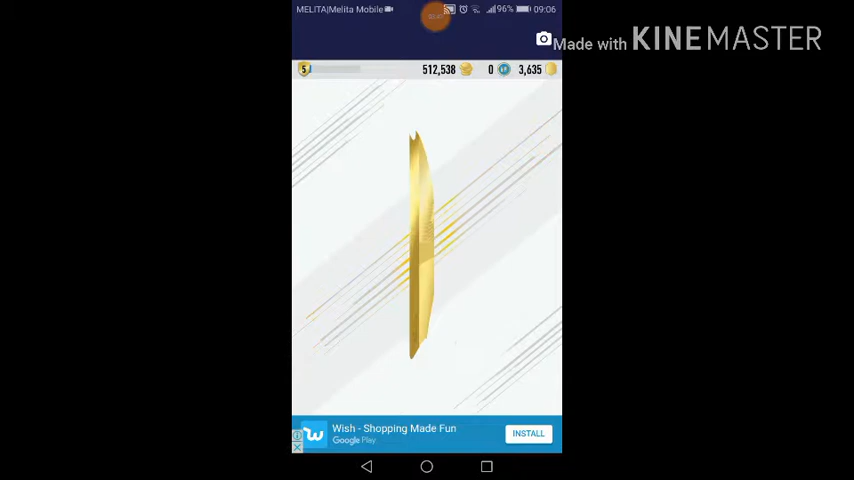 MELITA|Melita Mobile 96% 09:06
Made with KINEMASTER
5 512,538 0 3,635
Wish - Shopping Made Fun
Google Play
INSTALL